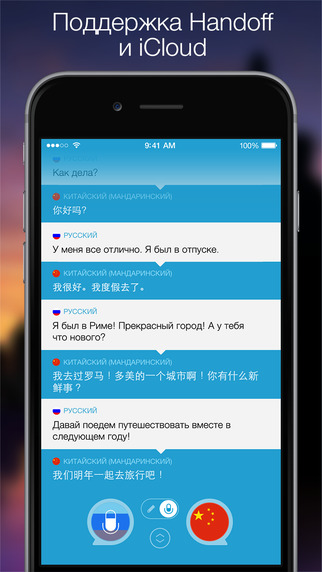 Поддержка Handoff
и iCloud
9:41 AM
100%
РУССКИЙ
Как дела?
КИТАЙСКИЙ (МАНДАРИНСКИЙ)
你好吗?
РУССКИЙ
У меня все отлично. Я был в отпуске.
КИТАЙСКИЙ (МАНДАРИНСКИЙ)
我很好。我度假去了。
РУССКИЙ
Я был в Риме! Прекрасный город! А у тебя
что нового?
КИТАЙСКИЙ (МАНДАРИНСКИЙ)
我去过罗马！多美的一个城市啊！你有什么新
鲜事？
РУССКИЙ
Давай поедем путешествовать вместе в
следующем году!
КИТАЙСКИЙ (МАНДАРИНСКИЙ)
我们明年一起去旅行吧！